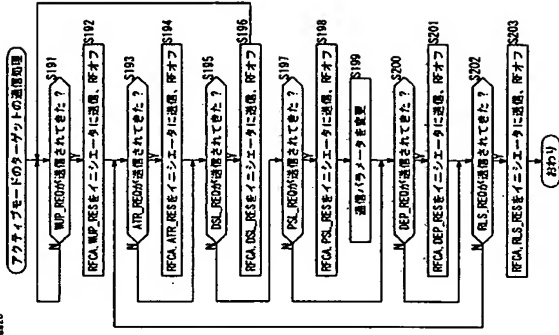 アクティブモードのターゲットの通信処理
S191
WUP_REQが送信されてきた？
N
Y
S192
RFCA,WUP_RESをイニシエータに送信、RFオフ
S193
ATR_REQが送信されてきた？
N
Y
S194
RFCA,ATR_RESをイニシエータに送信、RFオフ
S195
DSL_REQが送信されてきた？
N
Y
S196
RFCA,DSL_RESをイニシエータに送信、RFオフ
S197
PSL_REQが送信されてきた？
N
Y
S198
RFCA,PSL_RESをイニシエータに送信、RFオフ
S199
通信パラメータを変更
S200
DEP_REQが送信されてきた？
N
Y
S201
RFCA,DEP_RESをイニシエータに送信、RFオフ
S202
RLS_REQが送信されてきた？
N
Y
S203
RFCA,RLS_RESをイニシエータに送信、RFオフ
おわり